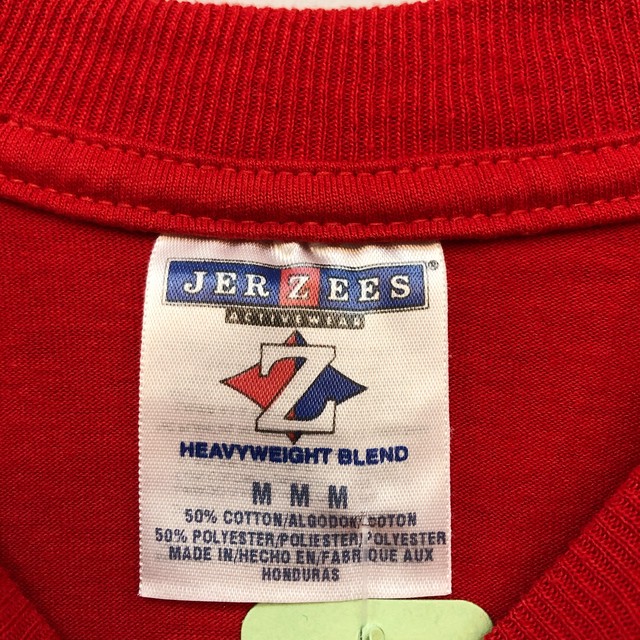 JERZEES®
ACTIVEWEAR
Z
HEAVYWEIGHT BLEND
M M M
50% COTTON/ALGODON/COTON
50% POLYESTER/POLIESTER/POLYESTER
MADE IN/HECHO EN/FABRIQUE AUX
HONDURAS